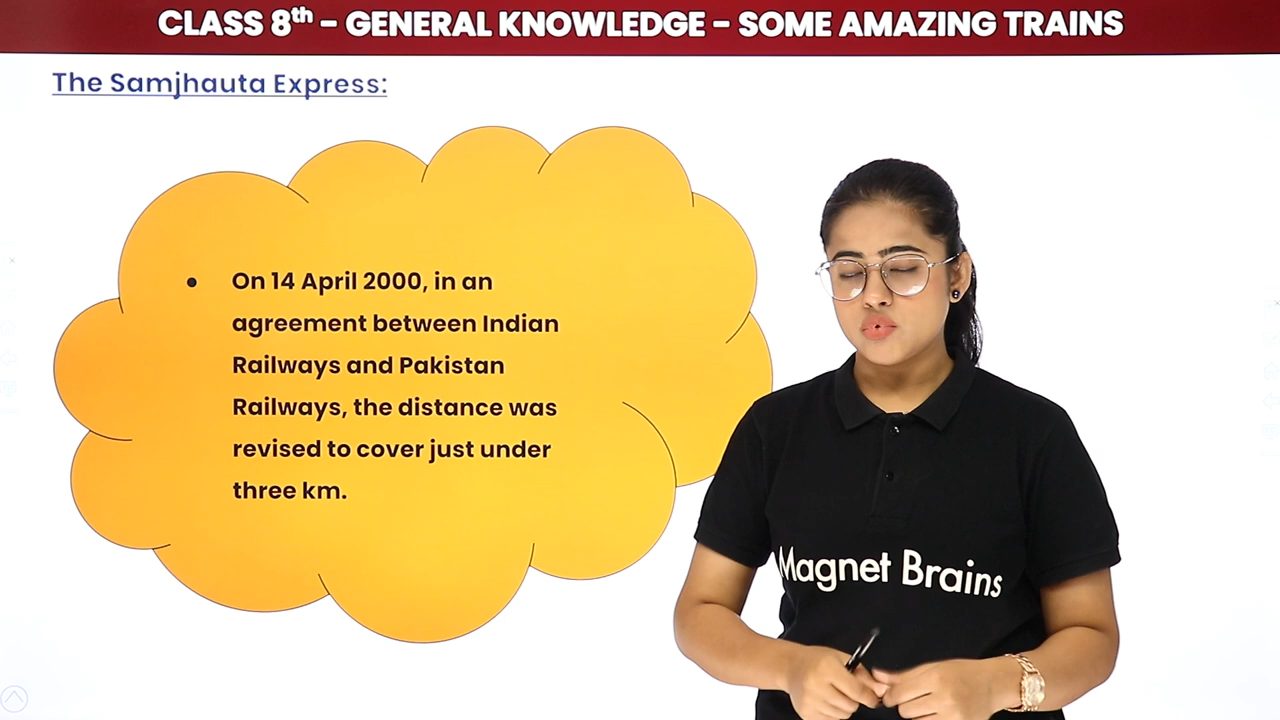 CLASS 8th – GENERAL KNOWLEDGE – SOME AMAZING TRAINS
The Samjhauta Express:
• On 14 April 2000, in an
agreement between Indian
Railways and Pakistan
Railways, the distance was
revised to cover just under
three km.
Magnet Brains